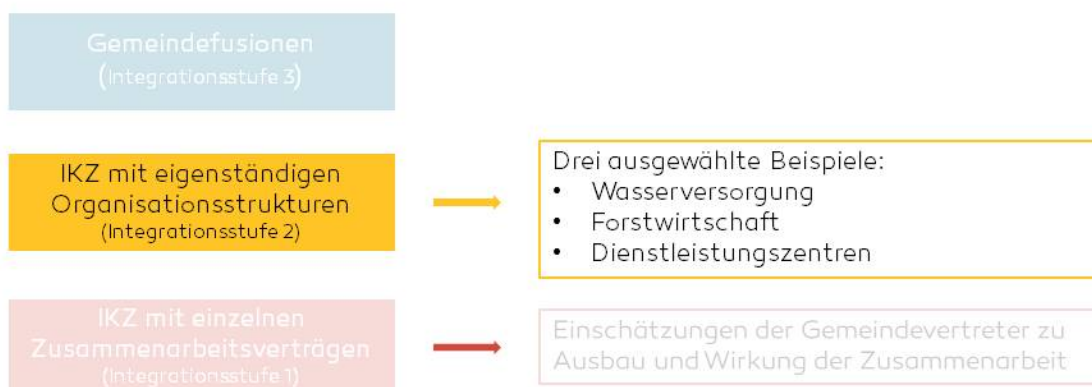 Gemeindefusionen
(Integrationsstufe 3)
IKZ mit eigenständigen
Organisationsstrukturen
(Integrationsstufe 2)
Drei ausgewählte Beispiele:
• Wasserversorgung
• Forstwirtschaft
• Dienstleistungszentren
IKZ mit einzelnen
Zusammenarbeitsverträgen
(Integrationsstufe 1)
Einschätzungen der Gemeindevertreter zu
Ausbau und Wirkung der Zusammenarbeit